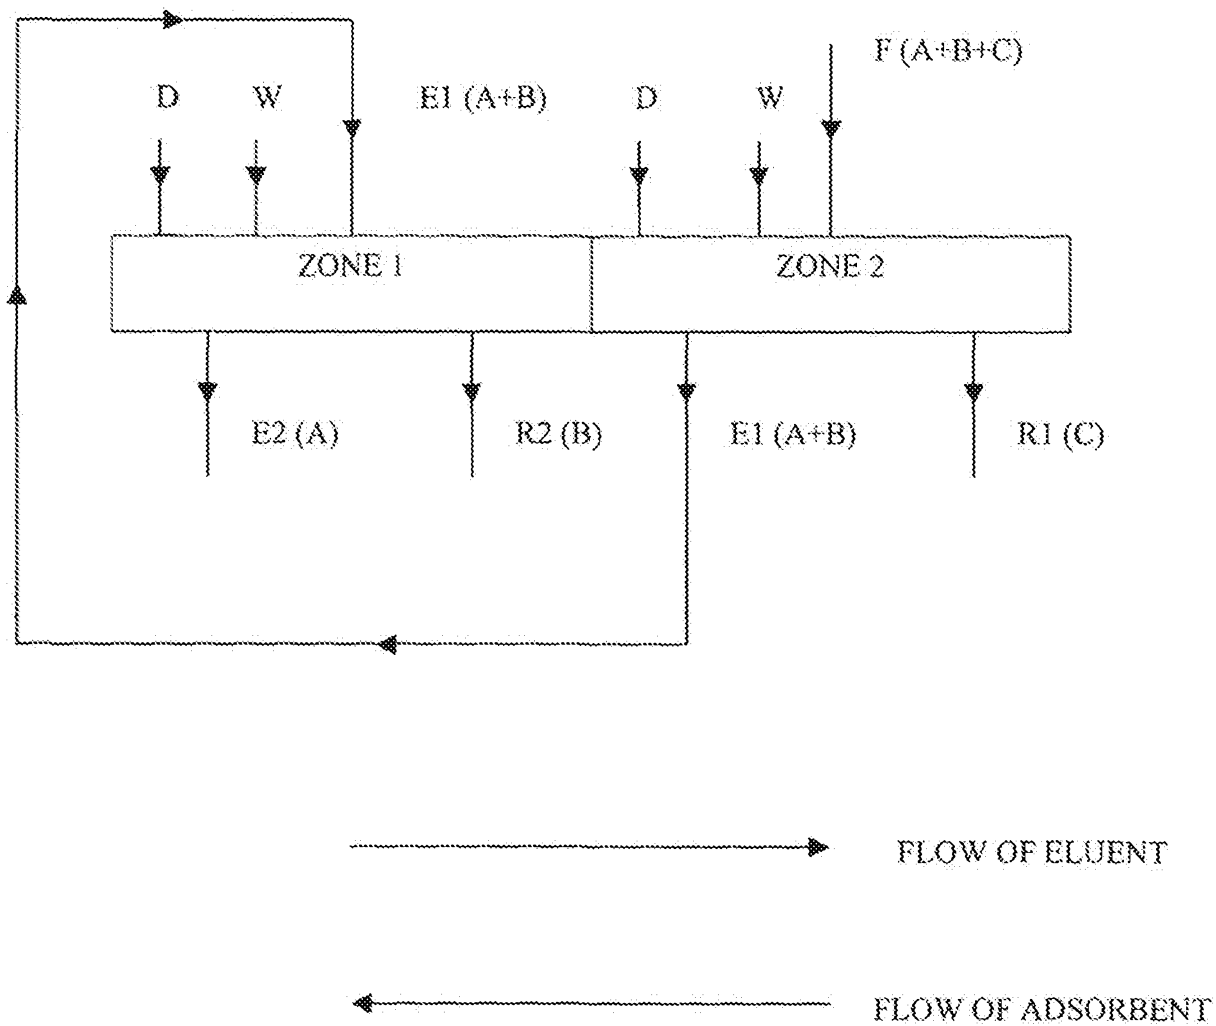 F (A+B+C)
D W E1 (A+B) D W
ZONE 1 ZONE 2
E2 (A) R2 (B) E1 (A+B) R1 (C)
FLOW OF ELUENT
FLOW OF ADSORBENT